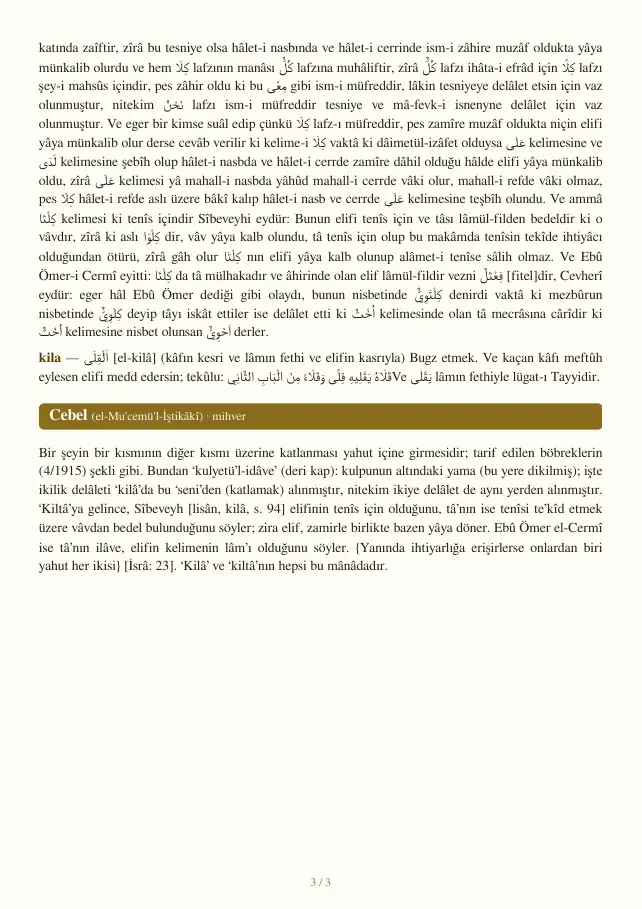 katında zaîftir, zîrâ bu tesniye olsa hâlet-i nasbında ve hâlet-i cerrinde ism-i zâhire muzâf oldukta yâya
münkalib olurdu ve hem كِلَا lafzının manâsı كُلٌّ lafzına muhâliftir, zîrâ كُلٌّ lafzı ihâta-i efrâd için كِلَا lafzı
şey-i mahsûs içindir, pes zâhir oldu ki bu مِعًى gibi ism-i müfreddir, lâkin tesniyeye delâlet etsin için vaz
olunmuştur, nitekim نَحْنُ lafzı ism-i müfreddir tesniye ve mâ-fevk-i isnenyne delâlet için vaz
olunmuştur. Ve eger bir kimse suâl edip çünkü كِلَا lafz-ı müfreddir, pes zamîre muzâf oldukta niçin elifi
yâya münkalib olur derse cevâb verilir ki kelime-i كِلَا vaktâ ki dâimetül-izâfet olduysa عَلَى kelimesine ve
لَدَى kelimesine şebîh olup hâlet-i nasbda ve hâlet-i cerrde zamîre dâhil olduğu hâlde elifi yâya münkalib
oldu, zîrâ عَلَى kelimesi yâ mahall-i nasbda yâhûd mahall-i cerrde vâki olur, mahall-i refde vâki olmaz,
pes كِلَا hâlet-i refde aslı üzere bâkî kalıp hâlet-i nasb ve cerrde عَلَى kelimesine teşbîh olundu. Ve ammâ
كِلْتَا kelimesi ki tenîs içindir Sîbeveyhi eydür: Bunun elifi tenîs için ve tâsı lâmül-filden bedeldir ki o
vâvdır, zîrâ ki aslı كِلْوَا dir, vâv yâya kalb olundu, tâ tenîs için olup bu makâmda tenîsin tekîde ihtiyâcı
olduğundan ötürü, zîrâ gâh olur كِلْتَا nın elifi yâya kalb olunup alâmet-i tenîse sâlih olmaz. Ve Ebû
Ömer-i Cermî eyitti: كِلْتَا da tâ mülhakadır ve âhirinde olan elif lâmül-fildir vezni فِعْتَلٌ [fitel]dir, Cevherî
eydür: eger hâl Ebû Ömer dediği gibi olaydı, bunun nisbetinde كِلْتَوِيٌّ denirdi vaktâ ki mezbûrun
nisbetinde كِلَوِيٌّ deyip tâyı iskât ettiler ise delâlet etti ki أُخْتٌ kelimesinde olan tâ mecrâsına cârîdir ki
أُخْتٌ kelimesine nisbet olunsan أَخَوِيٌّ derler.
kila — اَلْقِلَى [el-kilâ] (kâfın kesri ve lâmın fethi ve elifin kasrıyla) Bugz etmek. Ve kaçan kâfı meftûh
eylesen elifi medd edersin; tekûlu: قَلَاهُ يَقْلِيهِ قِلًى وَقَلَاءً مِنَ الْبَابِ الثَّانِي Ve يَقْلَى lâmın fethiyle lügat-ı Tayyidir.
Cebel (el-Mu'cemü'l-İştikâkî) · mihver
Bir şeyin bir kısmının diğer kısmı üzerine katlanması yahut içine girmesidir; tarif edilen böbreklerin
(4/1915) şekli gibi. Bundan ‘kulyetü’l-idâve’ (deri kap): kulpunun altındaki yama (bu yere dikilmiş); işte
ikilik delâleti ‘kilâ’da bu ‘seni’den (katlamak) alınmıştır, nitekim ikiye delâlet de aynı yerden alınmıştır.
‘Kiltâ’ya gelince, Sîbeveyh [lisân, kilâ, s. 94] elifinin tenîs için olduğunu, tâ’nın ise tenîsi te’kîd etmek
üzere vâvdan bedel bulunduğunu söyler; zira elif, zamirle birlikte bazen yâya döner. Ebû Ömer el-Cermî
ise tâ’nın ilâve, elifin kelimenin lâm’ı olduğunu söyler. {Yanında ihtiyarlığa erişirlerse onlardan biri
yahut her ikisi} [İsrâ: 23]. ‘Kilâ’ ve ‘kiltâ’nın hepsi bu mânâdadır.
3 / 3